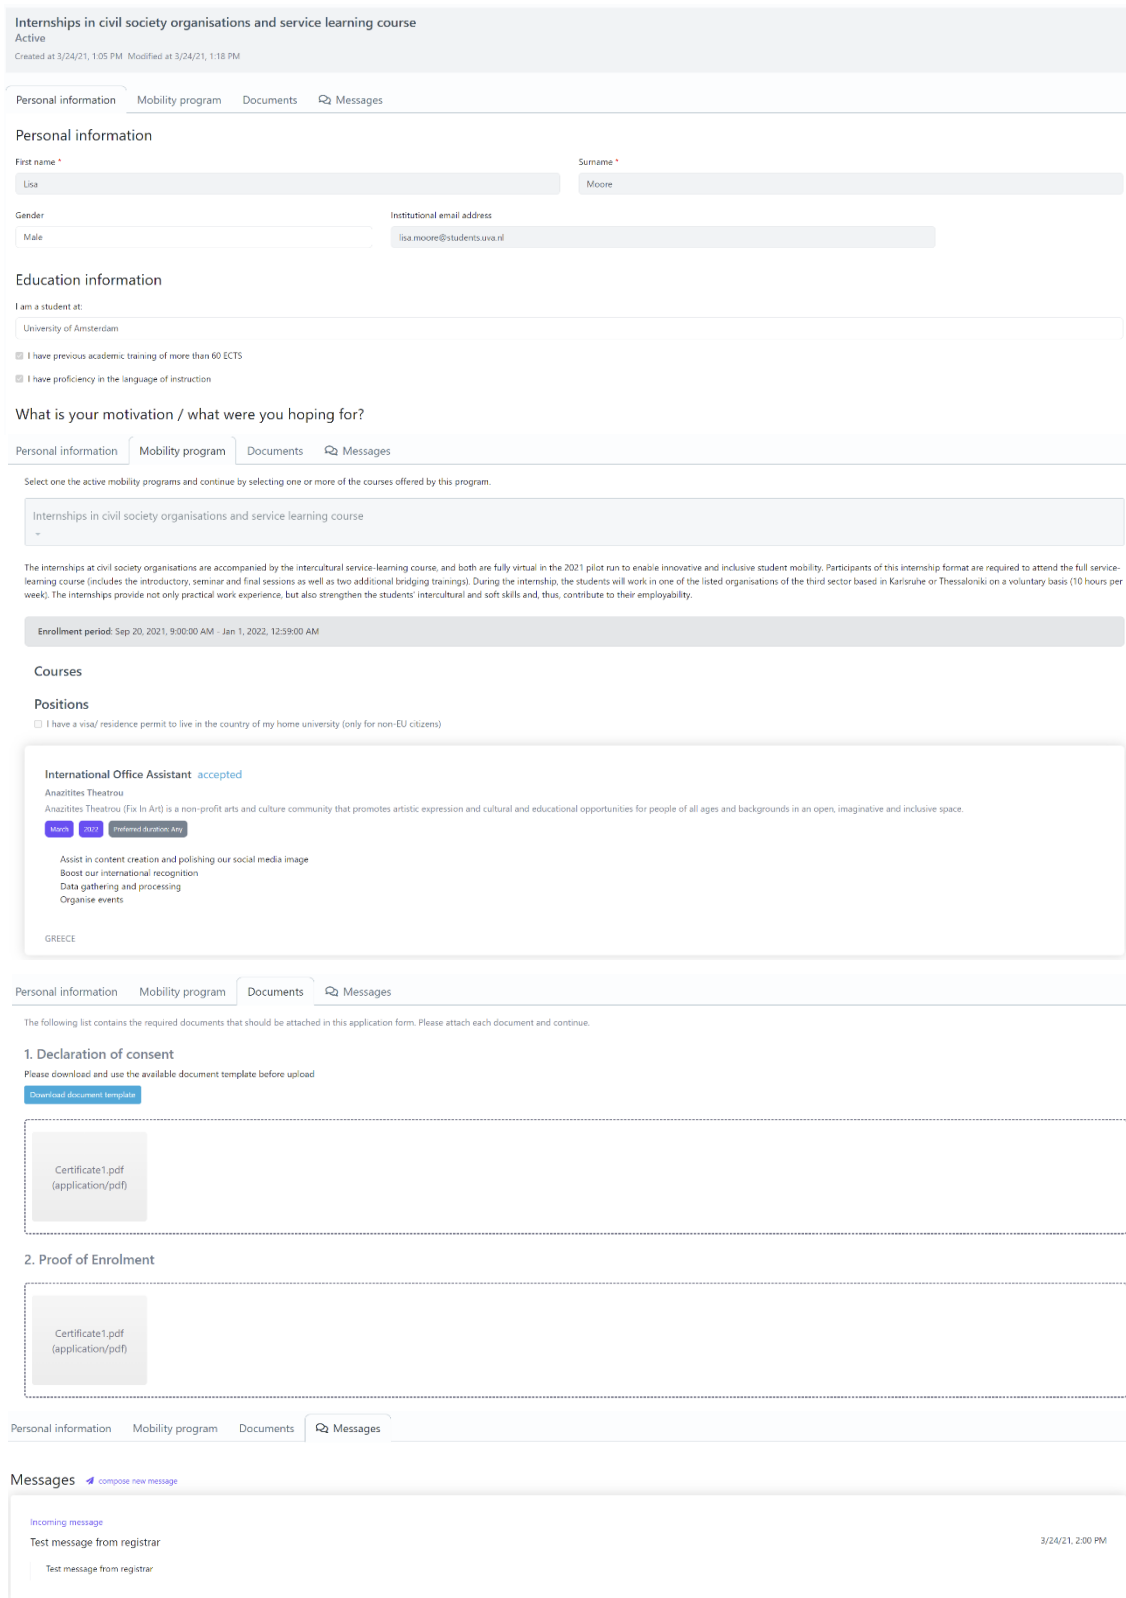 Internships in civil society organisations and service learning course
Active
Created at 3/24/21, 1:05 PM Modified at 3/24/21, 1:18 PM
Personal information Mobility program Documents Messages
Personal information
First name * Surname *
Lisa Moore
Gender Institutional email address
Male lisa.moore@students.uva.nl
Education information
I am a student at:
University of Amsterdam
I have previous academic training of more than 60 ECTS
I have proficiency in the language of instruction
What is your motivation / what were you hoping for?
Personal information Mobility program Documents Messages
Select one the active mobility programs and continue by selecting one or more of the courses offered by this program.
Internships in civil society organisations and service learning course
The internships at civil society organisations are accompanied by the intercultural service-learning course, and both are fully virtual in the 2021 pilot run to enable innovative and inclusive student mobility. Participants of this internship format are required to attend the full service-
learning course (includes the introductory, seminar and final sessions as well as two additional bridging trainings). During the internship, the students will work in one of the listed organisations of the third sector based in Karlsruhe or Thessaloniki on a voluntary basis (10 hours per
week). The internships provide not only practical work experience, but also strengthen the students' intercultural and soft skills and, thus, contribute to their employability.
Enrollment period: Sep 20, 2021, 9:00:00 AM - Jan 1, 2022, 12:59:00 AM
Courses
Positions
I have a visa/ residence permit to live in the country of my home university (only for non-EU citizens)
International Office Assistant accepted
Anazitites Theatrou
Anazitites Theatrou (Fix In Art) is a non-profit arts and culture community that promotes artistic expression and cultural and educational opportunities for people of all ages and backgrounds in an open, imaginative and inclusive space.
March 2022 Preferred duration: Any
Assist in content creation and polishing our social media image
Boost our international recognition
Data gathering and processing
Organise events
GREECE
Personal information Mobility program Documents Messages
The following list contains the required documents that should be attached in this application form. Please attach each document and continue.
1. Declaration of consent
Please download and use the available document template before upload
Download document template
Certificate1.pdf
(application/pdf)
2. Proof of Enrolment
Certificate1.pdf
(application/pdf)
Personal information Mobility program Documents Messages
Messages compose new message
Incoming message
Test message from registrar 3/24/21, 2:00 PM
Test message from registrar